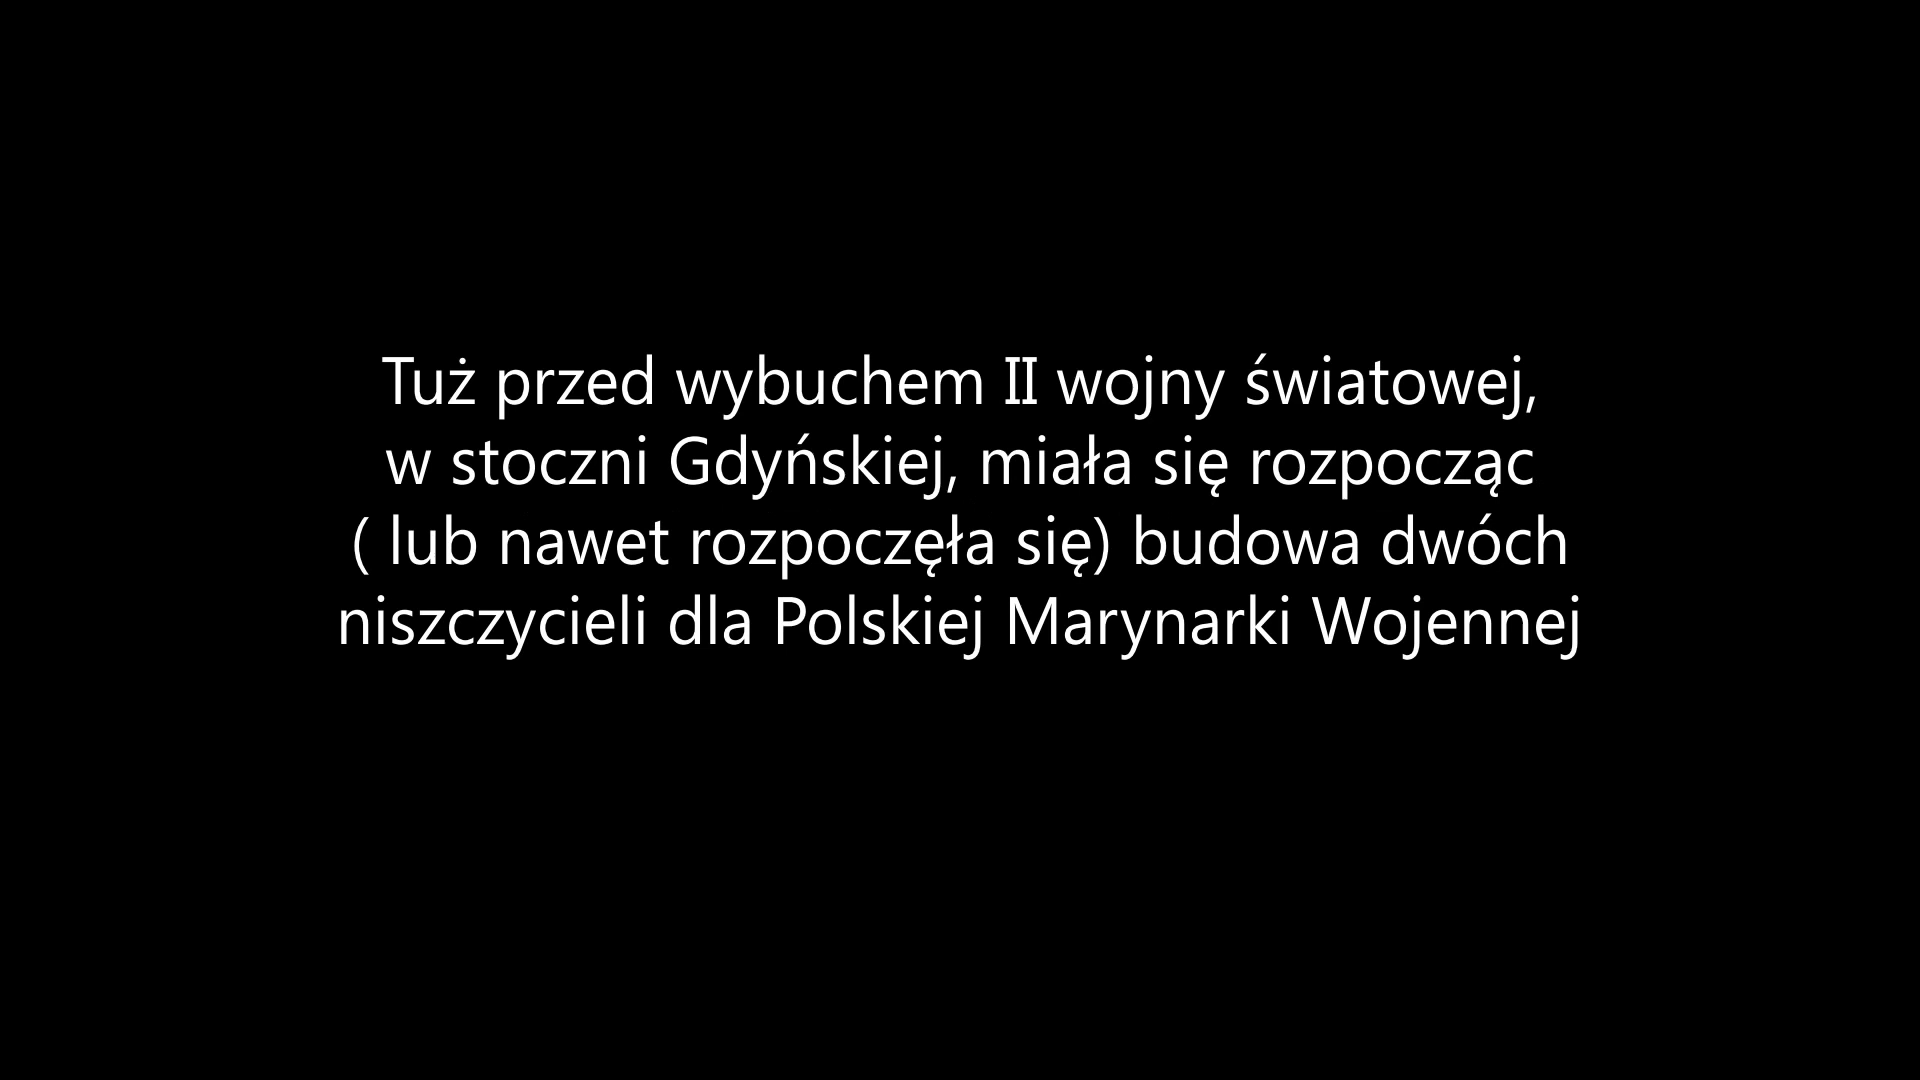 Tuż przed wybuchem II wojny światowej,
w stoczni Gdyńskiej, miała się rozpocząc
( lub nawet rozpoczęła się) budowa dwóch
niszczycieli dla Polskiej Marynarki Wojennej